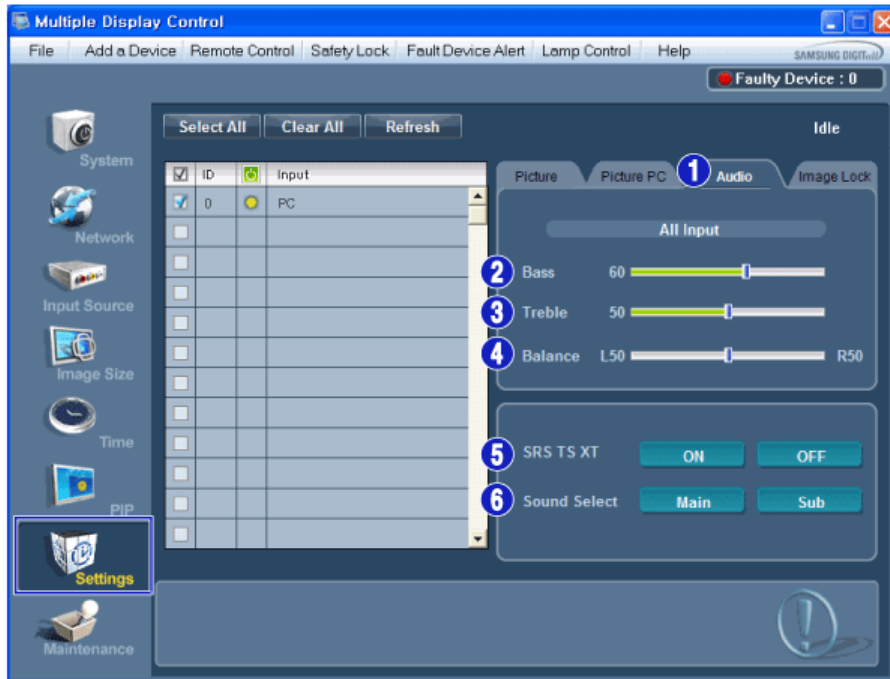 Multiple Display Control
File Add a Device Remote Control Safety Lock Fault Device Alert Lamp Control Help
SAMSUNG DIGIT...
Faulty Device : 0
Select All Clear All Refresh
Idle
System
Network
Input Source
Image Size
Time
PIP
Settings
Maintenance
ID Input
0 PC
Picture Picture PC 1 Audio Image Lock
All Input
2 Bass 60
3 Treble 50
4 Balance L50 R50
5 SRS TS XT ON OFF
6 Sound Select Main Sub